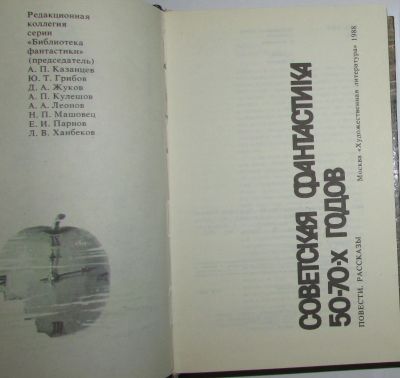 Редакционная
коллегия
серии
«Библиотека
фантастики»
(председатель)
А. П. Казанцев
Ю. Т. Грибов
Д. А. Жуков
А. П. Кулешов
А. А. Леонов
Н. П. Машовец
Е. И. Парнов
Л. В. Ханбеков
СОВЕТСКАЯ ФАНТАСТИКА
50-70-х ГОДОВ
ПОВЕСТИ. РАССКАЗЫ
Москва «Художественная литература» 1988